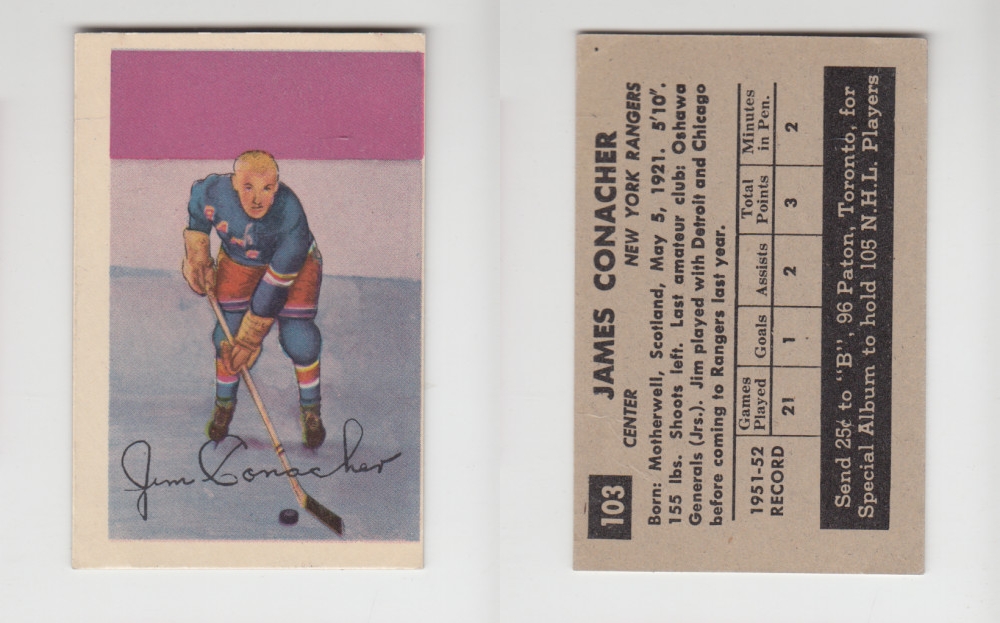 Jim Conacher
103
JAMES CONACHER
CENTER NEW YORK RANGERS
Born: Motherwell, Scotland, May 5, 1921. 5'10".
155 lbs. Shoots left. Last amateur club: Oshawa
Generals (Jrs.). Jim played with Detroit and Chicago
before coming to Rangers last year.
1951-52 RECORD
Games Played Goals Assists Total Points Minutes in Pen.
21 1 2 3 2
Send 25¢ to "B", 96 Paton, Toronto, for
Special Album to hold 105 N.H.L. Players